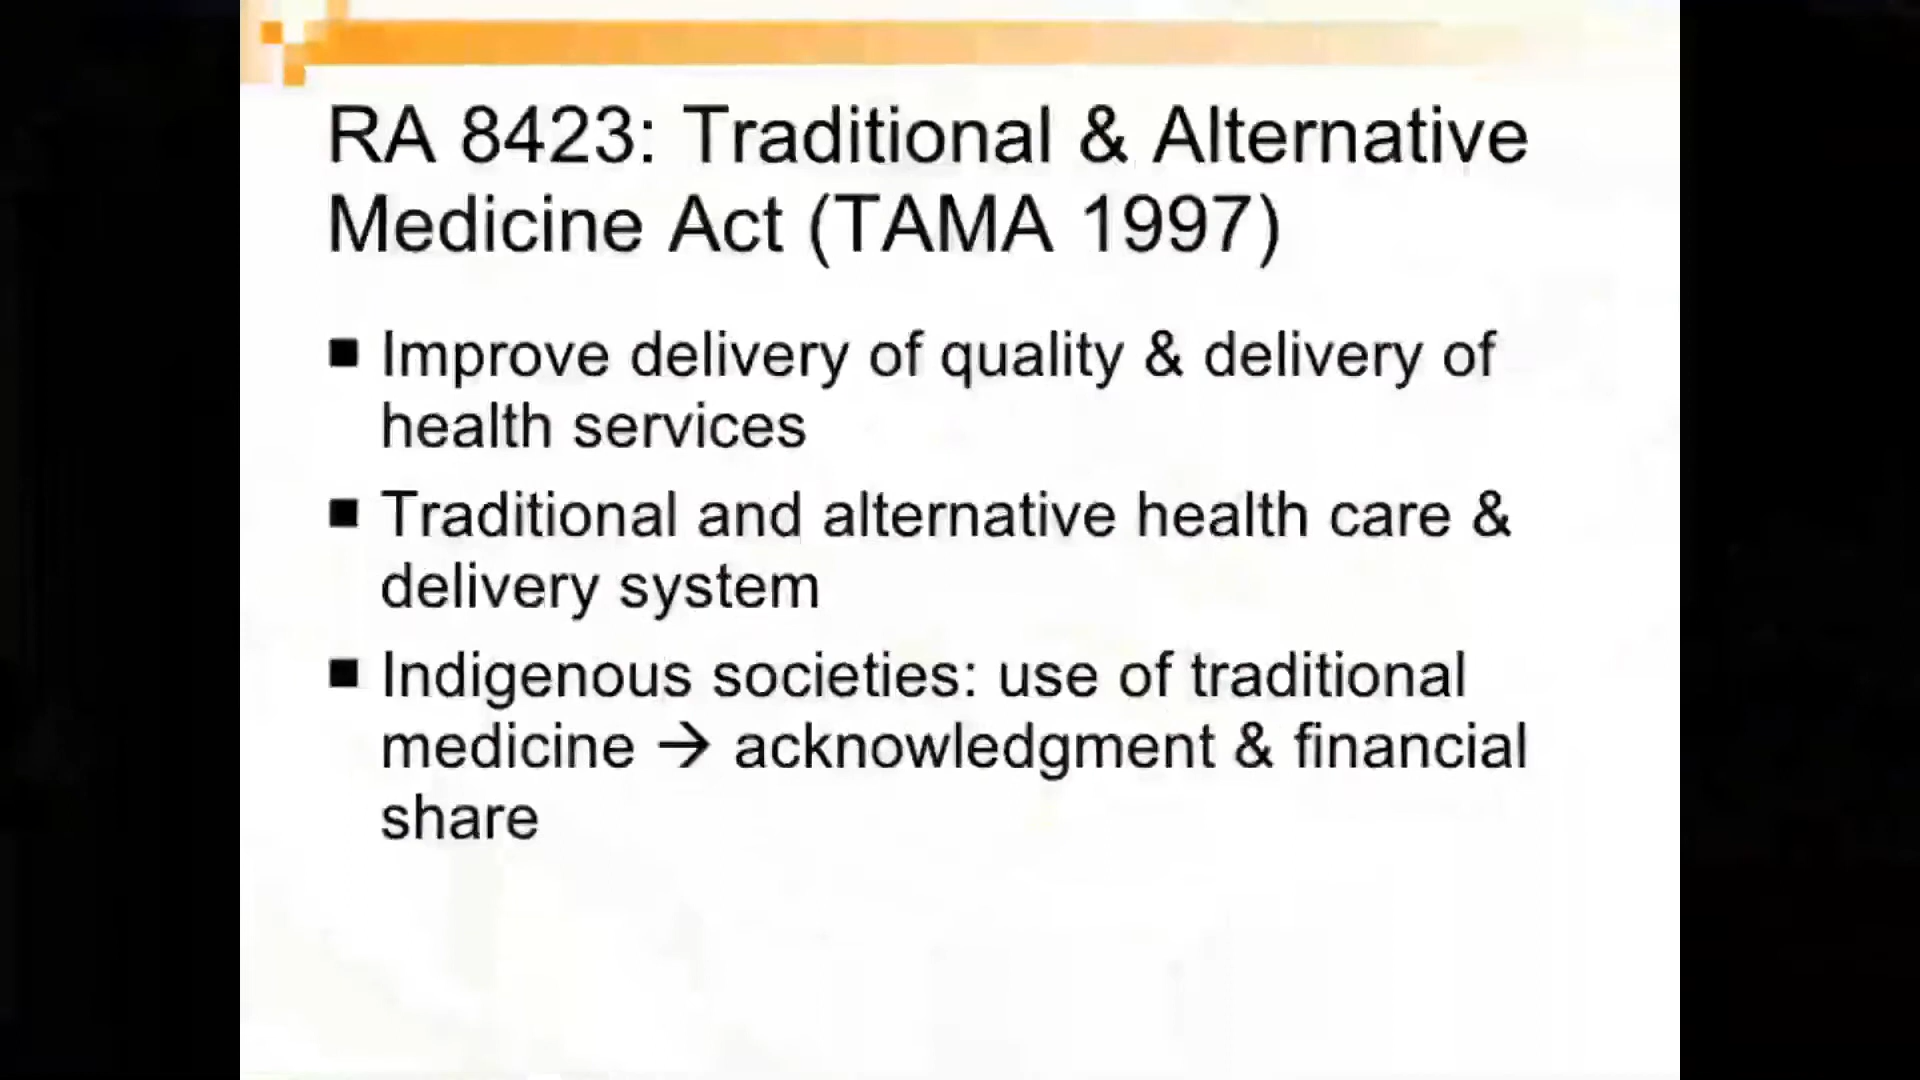 RA 8423: Traditional & Alternative
Medicine Act (TAMA 1997)
■ Improve delivery of quality & delivery of
health services
■ Traditional and alternative health care &
delivery system
■ Indigenous societies: use of traditional
medicine → acknowledgment & financial
share